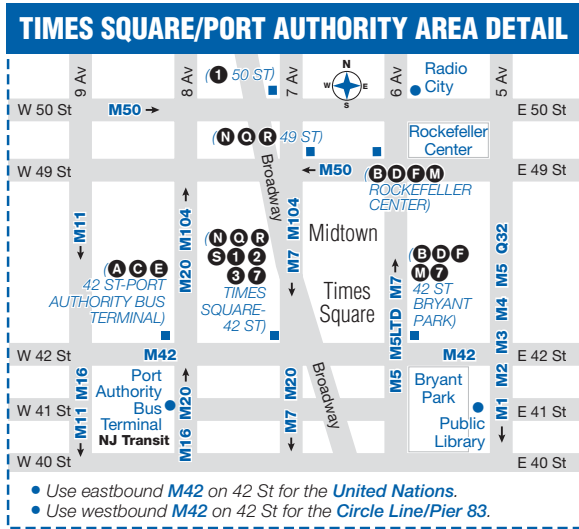 TIMES SQUARE/PORT AUTHORITY AREA DETAIL
9 Av
8 Av
7 Av
6 Av
5 Av
N
W E
S
(1 50 ST)
Radio
City
W 50 St
M50 →
E 50 St
(N Q R 49 ST)
Rockefeller
Center
W 49 St
← M50
E 49 St
Broadway
(B D F M
ROCKEFELLER
CENTER)
M11
M20 M104
M7 M104
Midtown
Times
Square
(A C E
42 ST-PORT
AUTHORITY BUS
TERMINAL)
(N Q R
S 1 2
3 7
TIMES
SQUARE-
42 ST)
M5 M5LTD M7
(B D F
M 7
42 ST
BRYANT
PARK)
M1 M2 M3 M4 M5 Q32
W 42 St
M42
M42
E 42 St
M11 M16
Port
Authority
Bus
Terminal
NJ Transit
M16 M20
M7 M20
Broadway
Bryant
Park
Public
Library
W 41 St
E 41 St
W 40 St
E 40 St
• Use eastbound M42 on 42 St for the United Nations.
• Use westbound M42 on 42 St for the Circle Line/Pier 83.